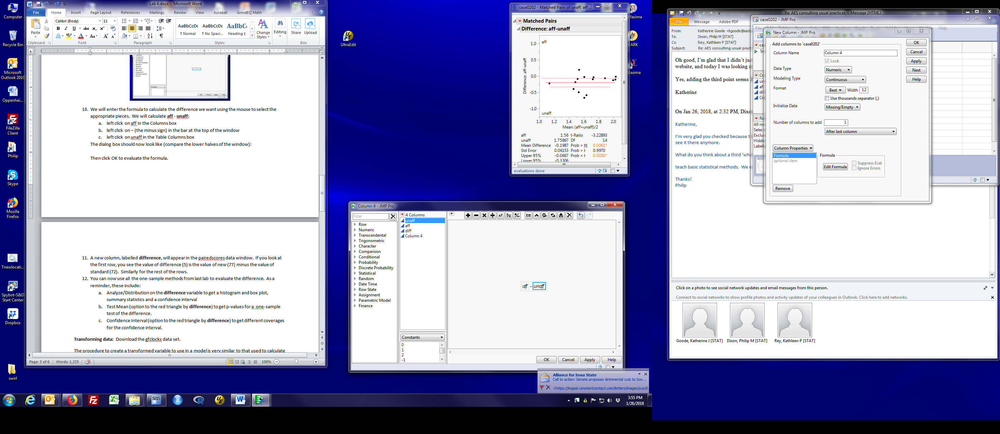 Computer
Recycle Bin
Microsoft
Outlook 2010
Oppenhei...
FileZilla
Client
Philip
Skype
Mozilla
Firefox
Tnewlocati...
Spybot-S&D
Start Center
Dropbox
swirl
UltraEdit
Maxima
ARK
axima
Lab 4.docx - Microsoft Word
File Home Insert Page Layout References Mailings Review View Acrobat GrindEQ Math
Calibri (Body) 11
Paste
AaBbCcDc AaBbCcDc AaBbC
¶ Normal ¶ No Spaci... Heading 1
Change
Styles
Editing
Share Upload
Clipboard Font Paragraph Styles Box
10. We will enter the formula to calculate the difference we want using the mouse to select the
appropriate pieces. We will calculate aff - unaff:
a. left click on aff in the Columns box
b. left click on – (the minus sign) in the bar at the top of the window
c. left click on unaff in the Table Columns box
The dialog box should now look like (compare the lower halves of the window):
Then click OK to evaluate the formula.
11. A new column, labelled difference, will appear in the pairedscores data window. If you look at
the first row, you see the value of difference (5) is the value of new (77) minus the value of
standard (72). Similarly for the rest of the rows.
12. You can now use all the one-sample methods from last lab to evaluate the difference. As a
reminder, these include:
a. Analyze/Distribution on the difference variable to get a histogram and box plot,
summary statistics and a confidence interval
b. Test Mean (option to the red triangle by difference) to get p-values for a one-sample
test of the difference.
c. Confidence Interval (option to the red triangle by difference) to get different coverages
for the confidence interval.
Transforming data: Download the gfclocks data set.
The procedure to create a transformed variable to use in a model is very similar to that used to calculate
Page: 3 of 6 Words: 1,225 100%
case0202 - Matched Pairs of unaff, aff ...
Matched Pairs
Difference: aff-unaff
aff
1.0
0.5
0.0
-0.5
-1.0
Difference: aff-unaff
unaff
1.0 1.2 1.4 1.6 1.8 2.0
Mean: (aff+unaff)/2
aff 1.56 t-Ratio -3.22893
unaff 1.75867 DF 14
Mean Difference -0.1987 Prob > |t| 0.0061*
Std Error 0.06153 Prob > t 0.9970
Upper 95% -0.0667 Prob < t 0.0030*
Lower 95% -0.3306
evaluations done
Column 4 - JMP Pro
Filter
Row
Numeric
Transcendental
Trigonometric
Character
Comparison
Conditional
Probability
Discrete Probability
Statistical
Random
Date Time
Row State
Assignment
Parametric Model
Finance
4 Columns
unaff
aff
diff
Column 4
Constants
0
1
2
-1
aff - unaff
OK Cancel Apply Help
Alliance for Iowa State
Call to action: Senate proposes detrimental cuts to Iow...
<https://imgssl.constantcontact.com/letters/images/sys/S...
3:55 PM
1/26/2018
Re: AES consulting usual practices - Message (HTML)
File Message Adobe PDF
From: Katherine Goode <kgoode@iast
To: Dixon, Philip M [STAT]
Cc: Rey, Kathleen P [STAT]
Subject: Re: AES consulting usual pract
Oh good, I'm glad that I didn't jus
website, and today I was looking a
Yes, adding the third point seems
Katherine
On Jan 26, 2018, at 2:32 PM, Dixo
Katherine,
I'm very glad you checked because t
see it there anymore.
What do you think about a third 'wha
teach basic statistical methods. We
Thanks!
Philip
Click on a photo to see social network updates and email messages from this person.
Connect to social networks to show profile photos and activity updates of your colleagues in Outlook. Click here to add networks.
Goode, Katherine J [STAT] Dixon, Philip M [STAT] Rey, Kathleen P [STAT]
case0202 - JMP Pro
Help
All ro
Select
Exclu
Hidde
Label
New Column - JMP Pro
Add columns to 'case0202'
Column Name Column 4
Lock
Data Type Numeric
Modeling Type Continuous
Format Best Width 12
Use thousands separator (,)
Initialize Data Missing/Empty
Number of columns to add 1
After last column
Column Properties
Formula
optional item
Formula
Edit Formula
Suppress Eval
Ignore Errors
Remove
OK
Cancel
Apply
Next
Help